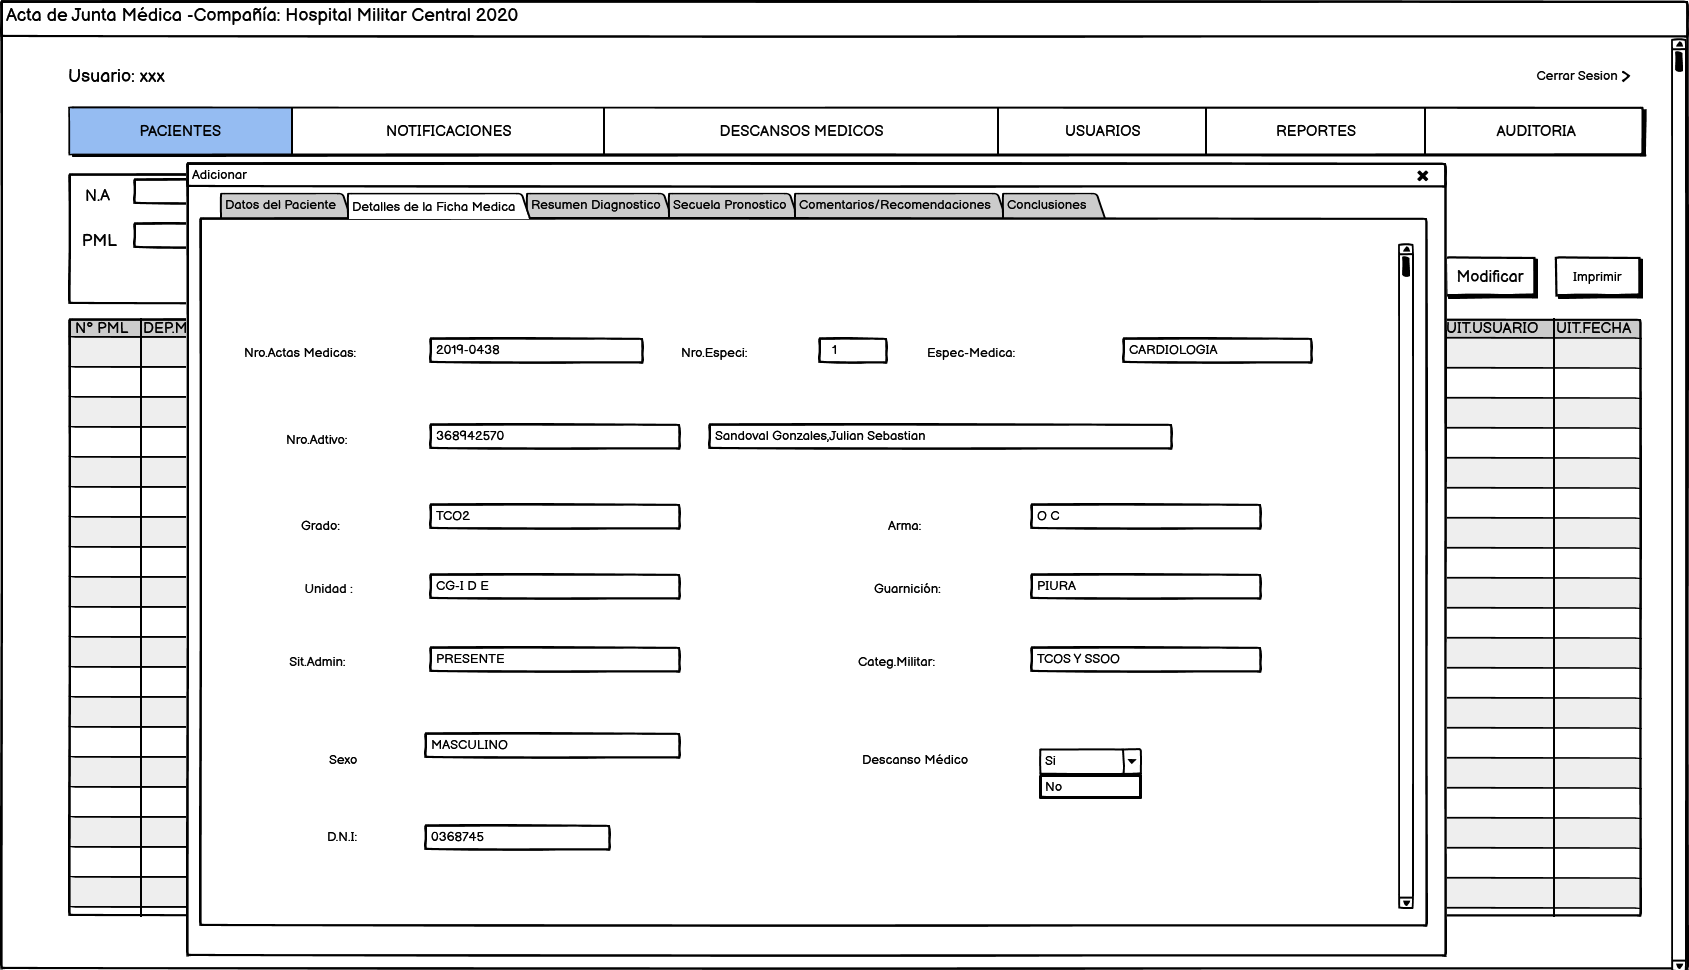 Acta de Junta Médica -Compañía: Hospital Militar Central 2020
Usuario: xxx
Cerrar Sesion
PACIENTES NOTIFICACIONES DESCANSOS MEDICOS USUARIOS REPORTES AUDITORIA
Adicionar
N.A
Datos del Paciente Detalles de la Ficha Medica Resumen Diagnostico Secuela Pronostico Comentarios/Recomendaciones Conclusiones
PML
Modificar Imprimir
N° PML DEP.M UIT.USUARIO UIT.FECHA
Nro.Actas Medicas: 2019-0438 Nro.Especi: 1 Espec-Medica: CARDIOLOGIA
Nro.Adtivo: 368942570 Sandoval Gonzales,Julian Sebastian
Grado: TCO2 Arma: O C
Unidad : CG-I D E Guarnición: PIURA
Sit.Admin: PRESENTE Categ.Militar: TCOS Y SSOO
Sexo MASCULINO Descanso Médico Si
No
D.N.I: 0368745